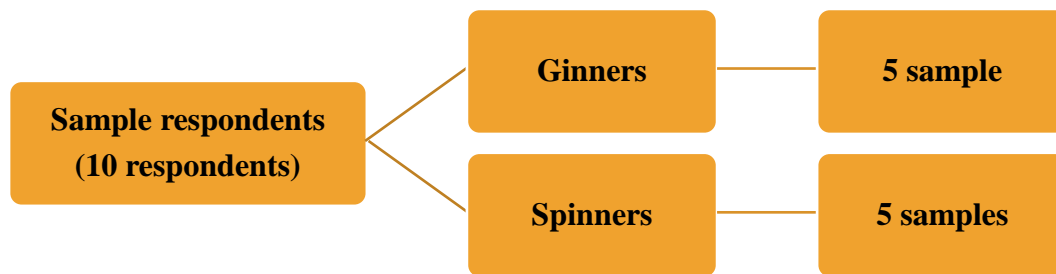 Ginners
5 sample
Sample respondents
(10 respondents)
Spinners
5 samples